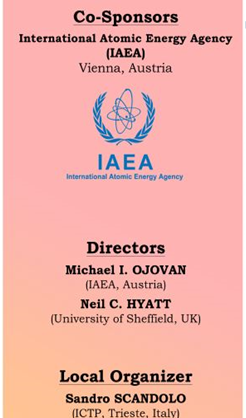 Co-Sponsors
International Atomic Energy Agency
(IAEA)
Vienna, Austria
IAEA
International Atomic Energy Agency
Directors
Michael I. OJOVAN
(IAEA, Austria)
Neil C. HYATT
(University of Sheffield, UK)
Local Organizer
Sandro SCANDOLO
(ICTP, Trieste, Italy)